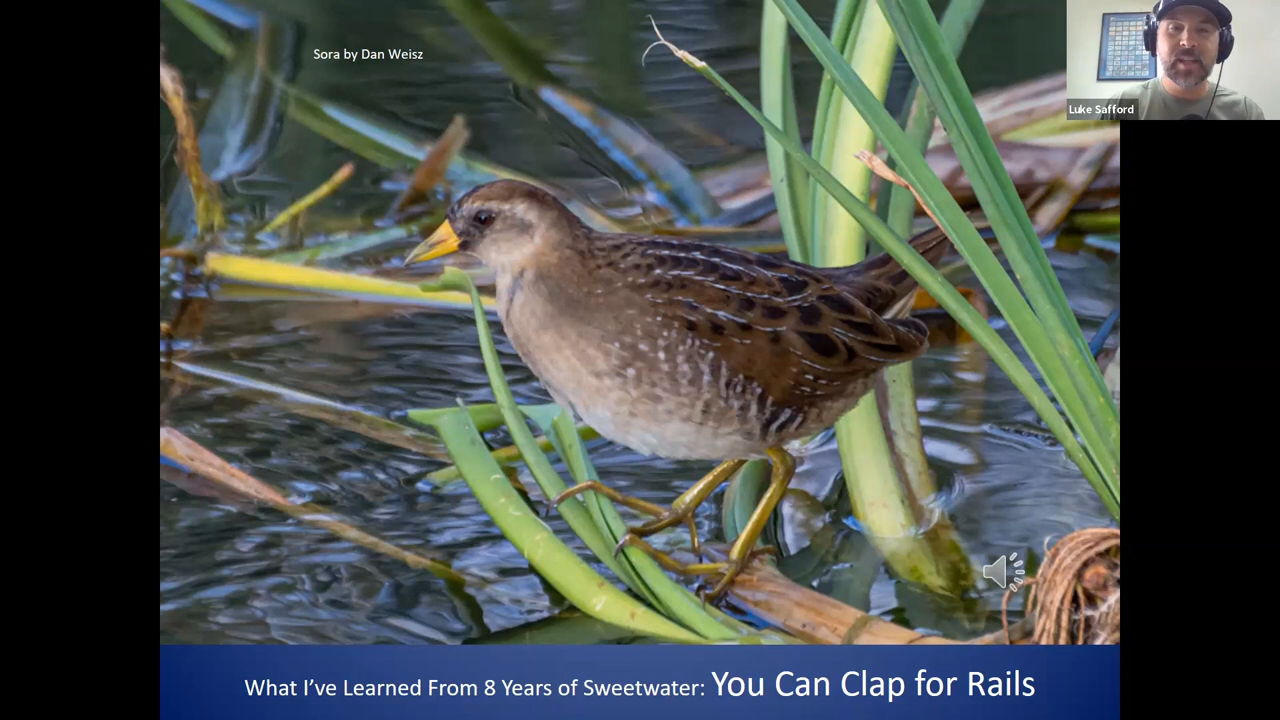 Sora by Dan Weisz
Luke Safford
What I've Learned From 8 Years of Sweetwater: You Can Clap for Rails